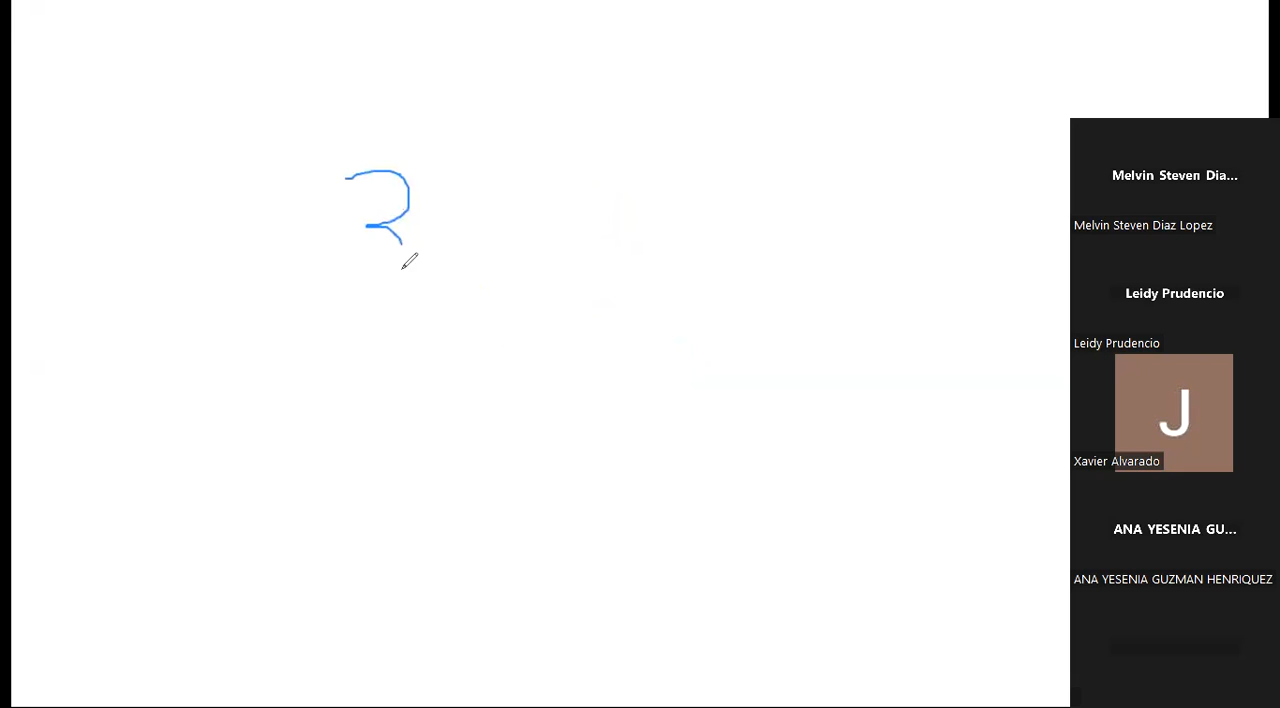 3
Melvin Steven Dia...
Melvin Steven Diaz Lopez
Leidy Prudencio
Leidy Prudencio
J
Xavier Alvarado
ANA YESENIA GU...
ANA YESENIA GUZMAN HENRIQUEZ